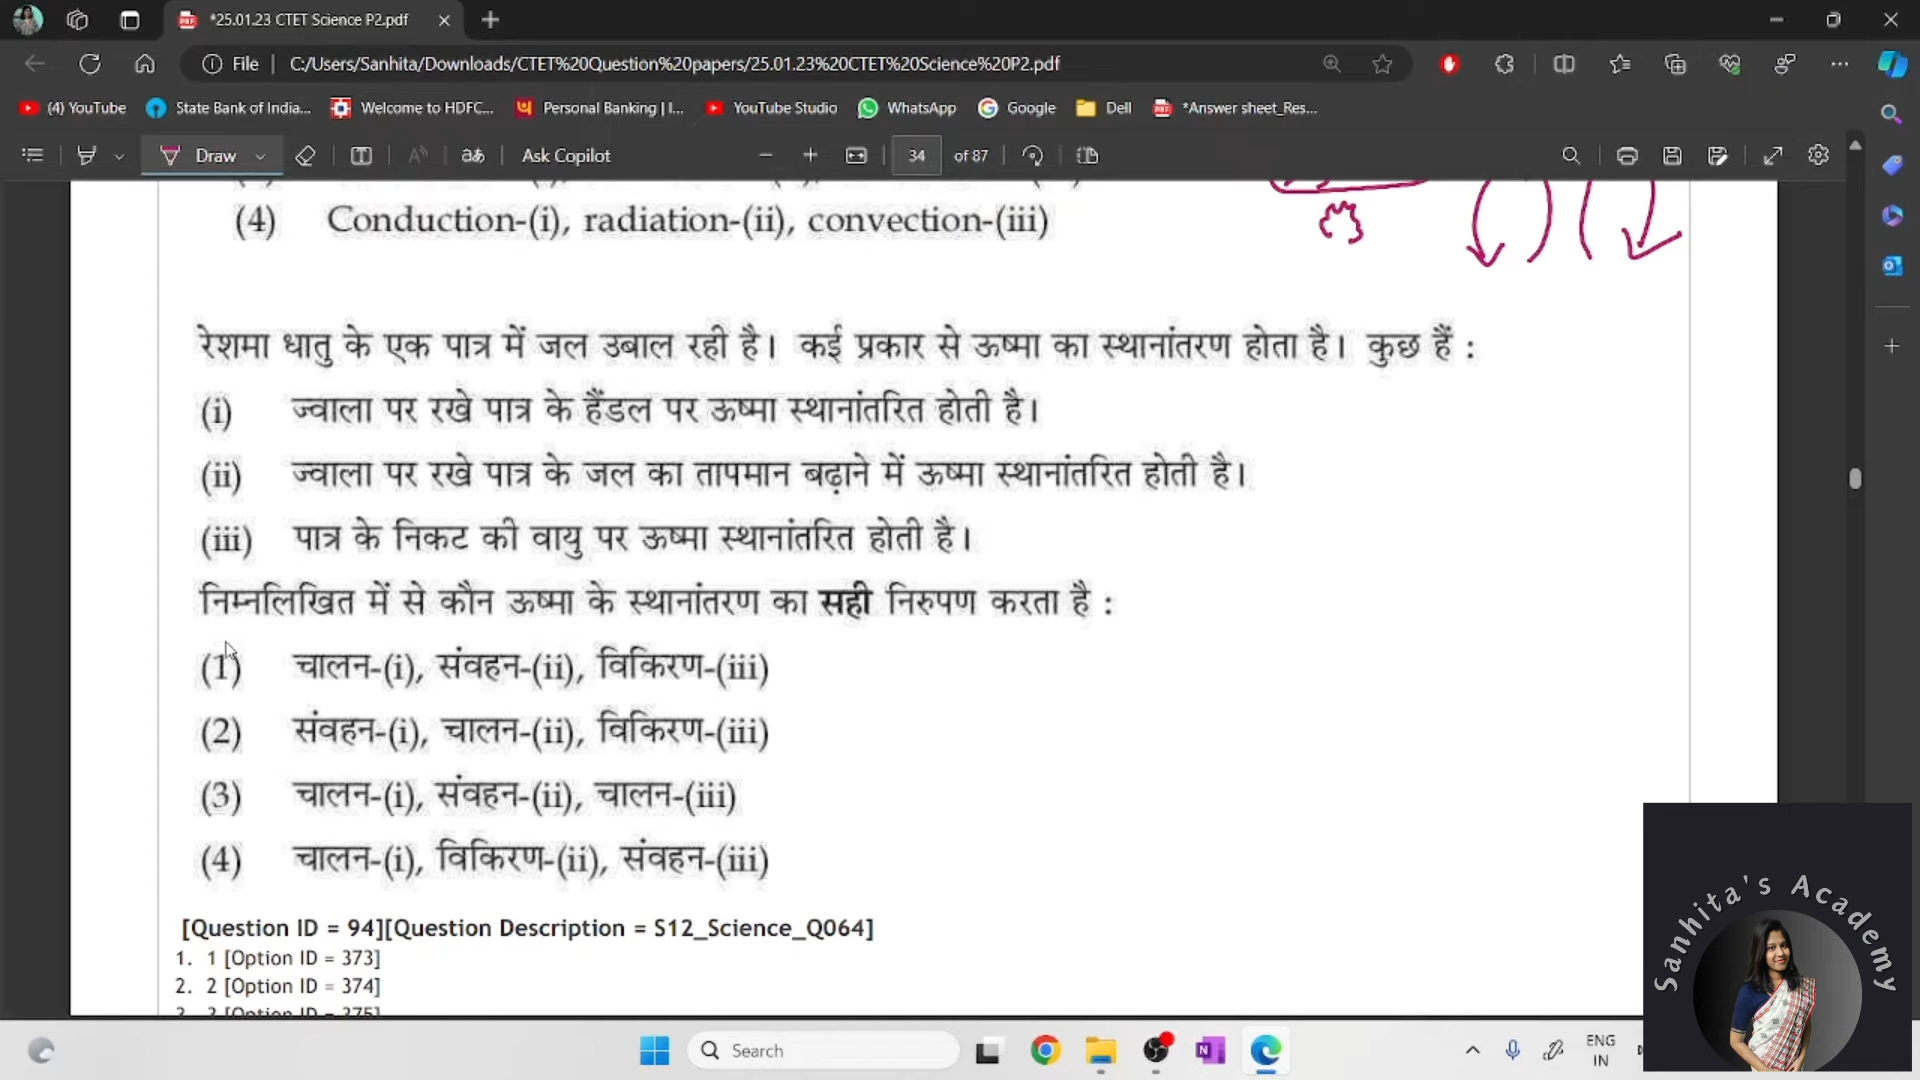 *25.01.23 CTET Science P2.pdf
File
C:/Users/Sanhita/Downloads/CTET%20Question%20papers/25.01.23%20CTET%20Science%20P2.pdf
(4) YouTube State Bank of India... Welcome to HDFC... Personal Banking | I... YouTube Studio WhatsApp Google Dell *Answer sheet_Res...
Draw Ask Copilot 34 of 87
(4) Conduction-(i), radiation-(ii), convection-(iii)
रेशमा धातु के एक पात्र में जल उबाल रही है। कई प्रकार से ऊष्मा का स्थानांतरण होता है। कुछ हैं :
(i) ज्वाला पर रखे पात्र के हैंडल पर ऊष्मा स्थानांतरित होती है।
(ii) ज्वाला पर रखे पात्र के जल का तापमान बढ़ाने में ऊष्मा स्थानांतरित होती है।
(iii) पात्र के निकट की वायु पर ऊष्मा स्थानांतरित होती है।
निम्नलिखित में से कौन ऊष्मा के स्थानांतरण का सही निरुपण करता है :
(1) चालन-(i), संवहन-(ii), विकिरण-(iii)
(2) संवहन-(i), चालन-(ii), विकिरण-(iii)
(3) चालन-(i), संवहन-(ii), चालन-(iii)
(4) चालन-(i), विकिरण-(ii), संवहन-(iii)
[Question ID = 94][Question Description = S12_Science_Q064]
1. 1 [Option ID = 373]
2. 2 [Option ID = 374]
Sanhita's Academy
Search
ENG
IN